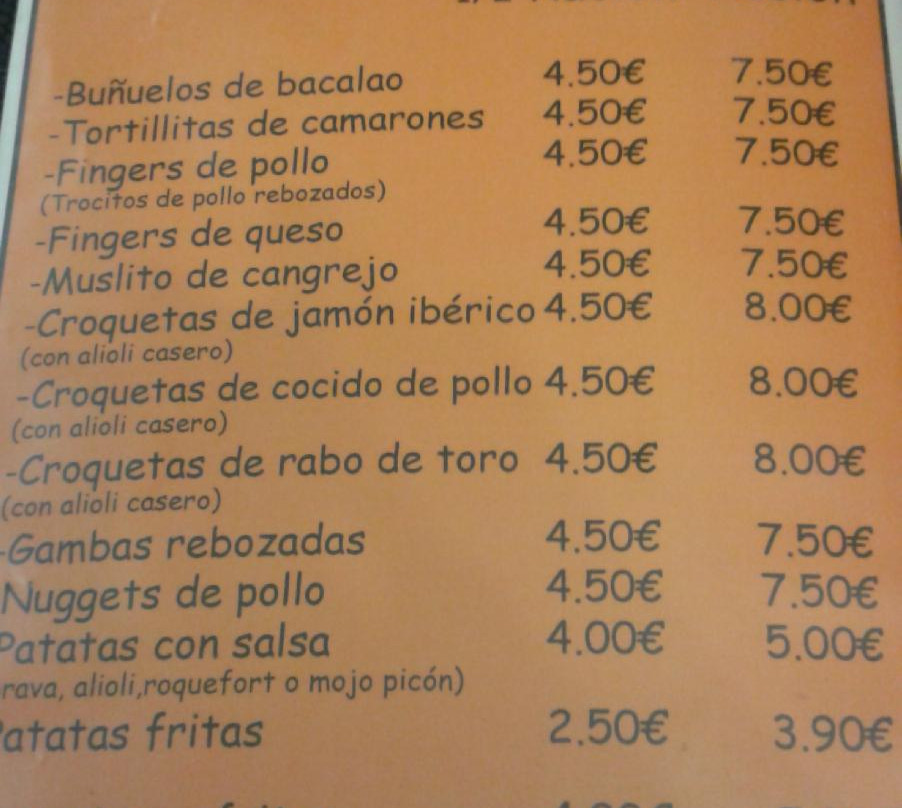 -Buñuelos de bacalao 4.50€ 7.50€
-Tortillitas de camarones 4.50€ 7.50€
-Fingers de pollo 4.50€ 7.50€
(Trocitos de pollo rebozados)
-Fingers de queso 4.50€ 7.50€
-Muslito de cangrejo 4.50€ 7.50€
-Croquetas de jamón ibérico 4.50€ 8.00€
(con alioli casero)
-Croquetas de cocido de pollo 4.50€ 8.00€
(con alioli casero)
-Croquetas de rabo de toro 4.50€ 8.00€
(con alioli casero)
-Gambas rebozadas 4.50€ 7.50€
Nuggets de pollo 4.50€ 7.50€
Patatas con salsa 4.00€ 5.00€
rava, alioli,roquefort o mojo picón)
Patatas fritas 2.50€ 3.90€